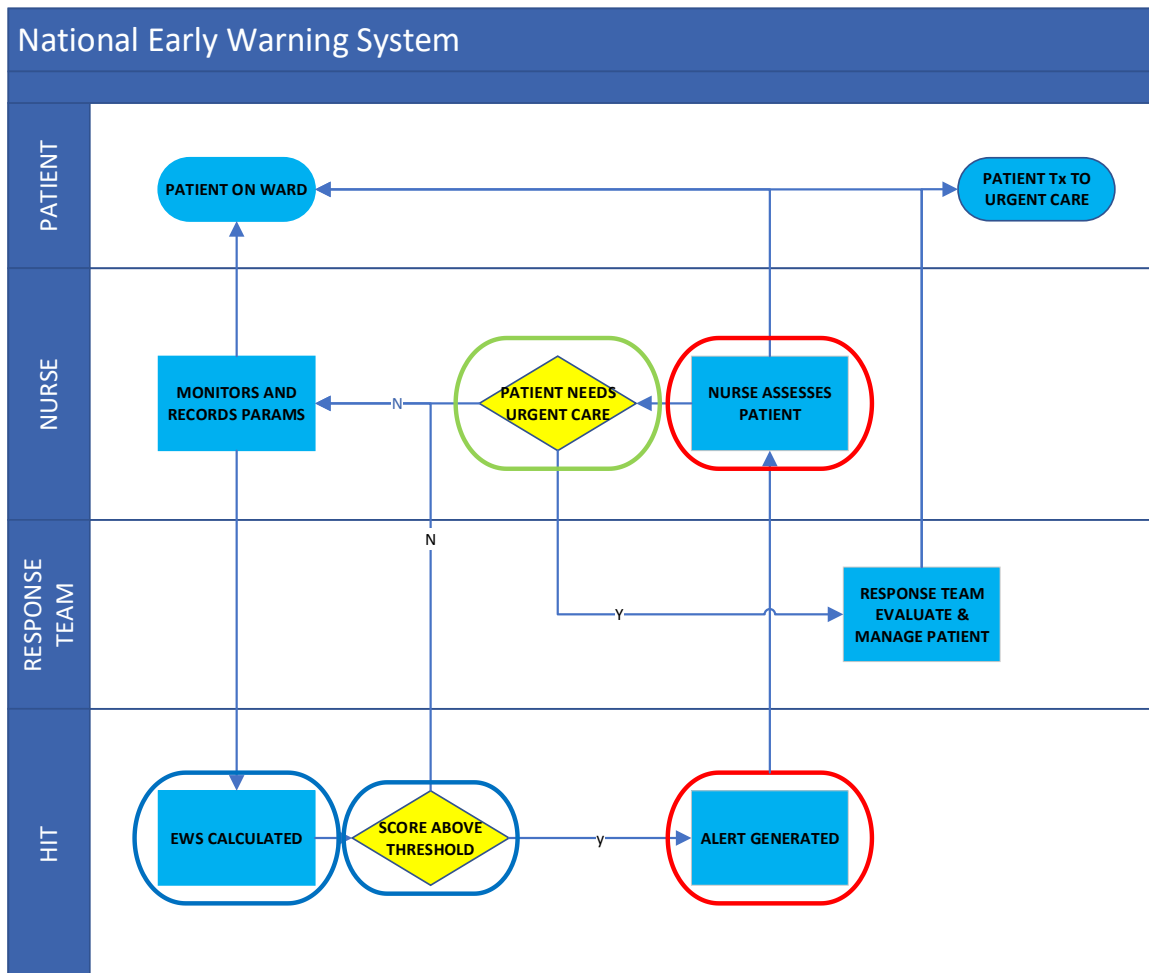 National Early Warning System
PATIENT
PATIENT ON WARD
PATIENT Tx TO
URGENT CARE
NURSE
MONITORS AND
RECORDS PARAMS
N
PATIENT NEEDS
URGENT CARE
NURSE ASSESSES
PATIENT
N
RESPONSE
TEAM
Y
RESPONSE TEAM
EVALUATE &
MANAGE PATIENT
HIT
EWS CALCULATED
SCORE ABOVE
THRESHOLD
y
ALERT GENERATED